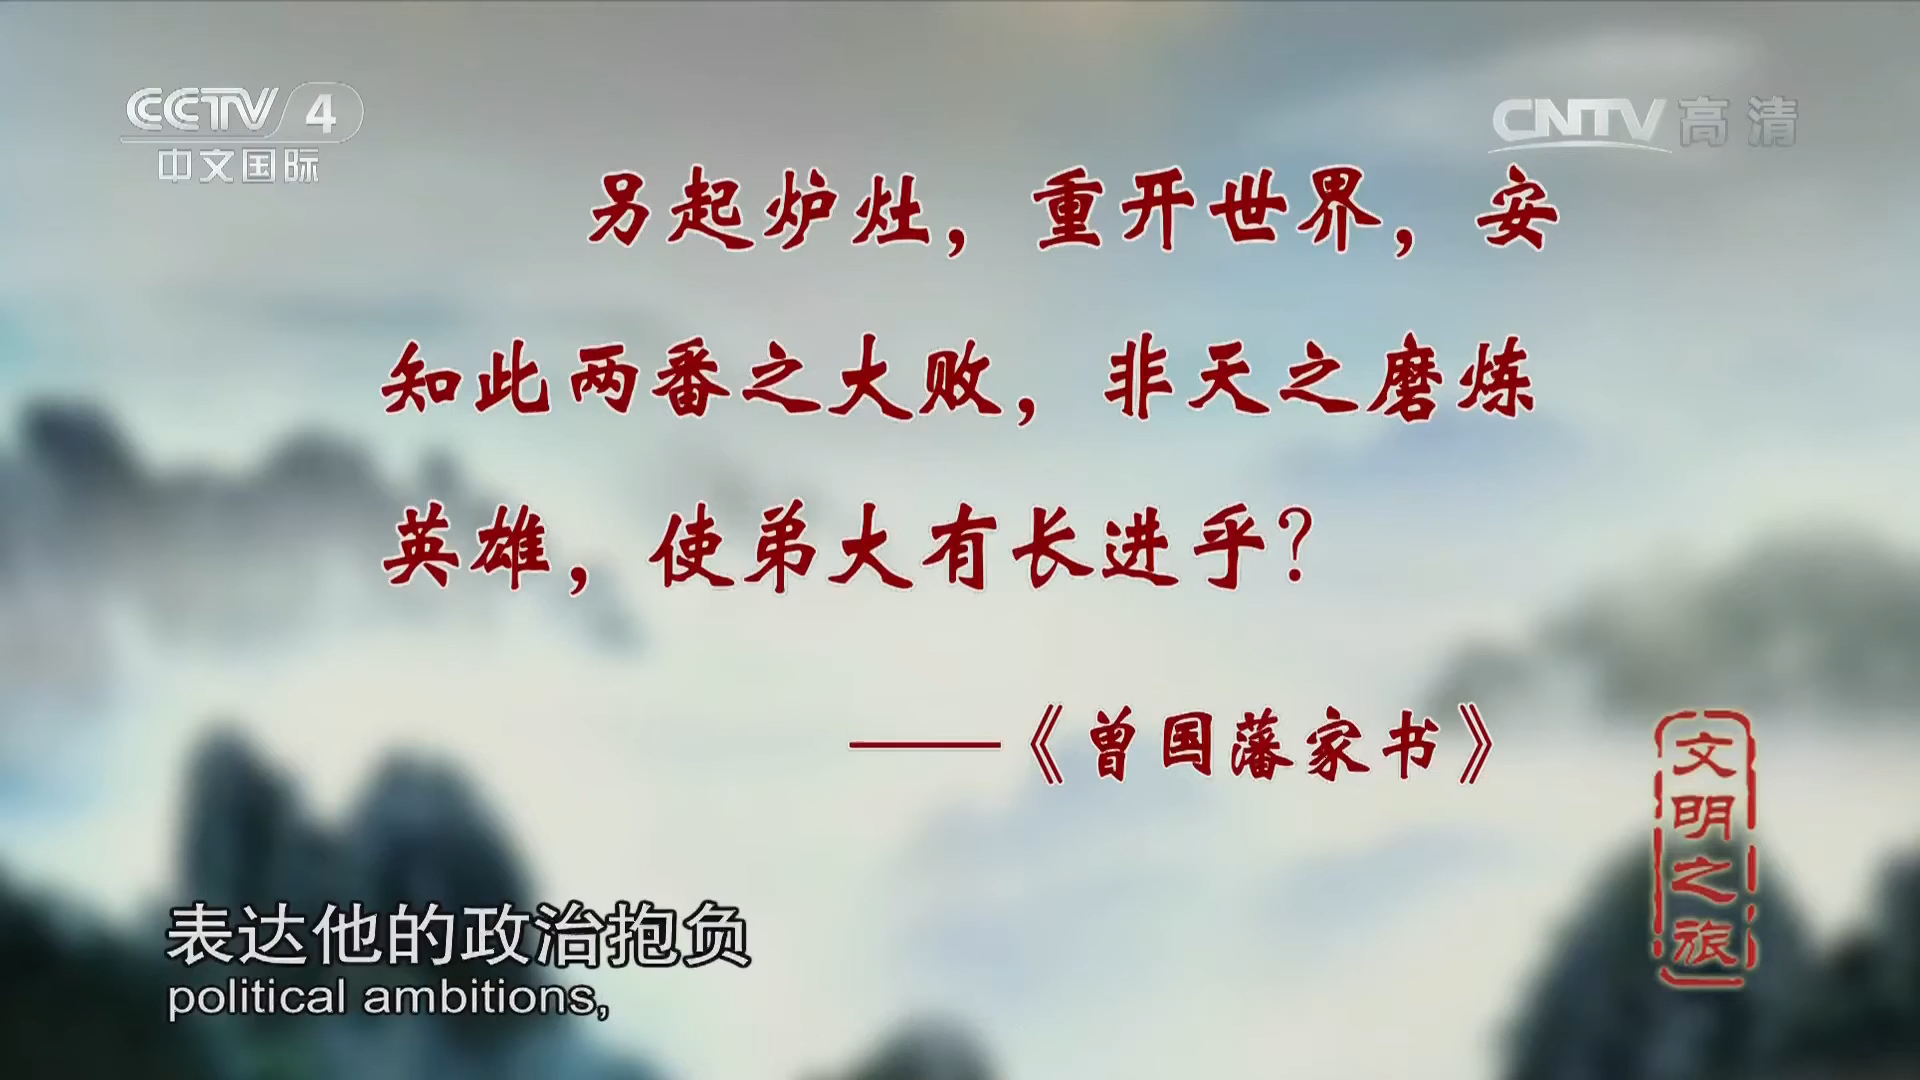 CCTV 4
中文国际
CNTV 高清
另起炉灶，重开世界，安
知此两番之大败，非天之磨炼
英雄，使弟大有长进乎？
——《曾国藩家书》
文明之旅
表达他的政治抱负
political ambitions,